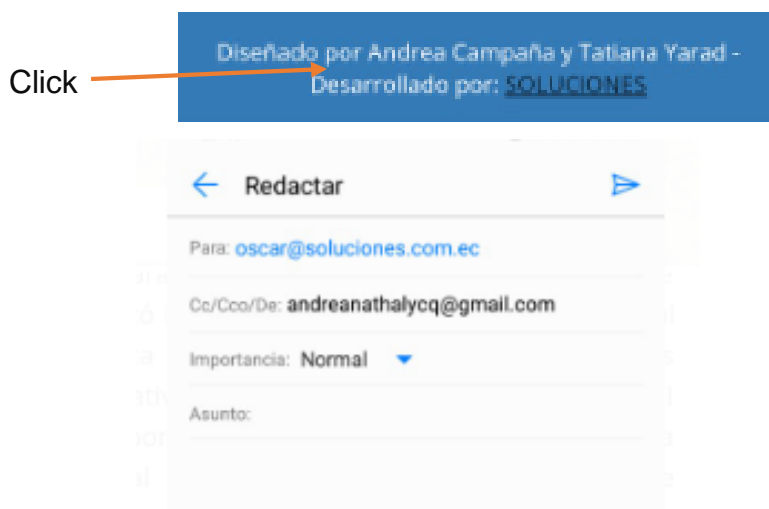 Diseñado por Andrea Campaña y Tatiana Yarad -
Click
Desarrollado por: SOLUCIONES
Redactar
Para: oscar@soluciones.com.ec
Cc/Cco/De: andreanathalycq@gmail.com
Importancia: Normal
Asunto: